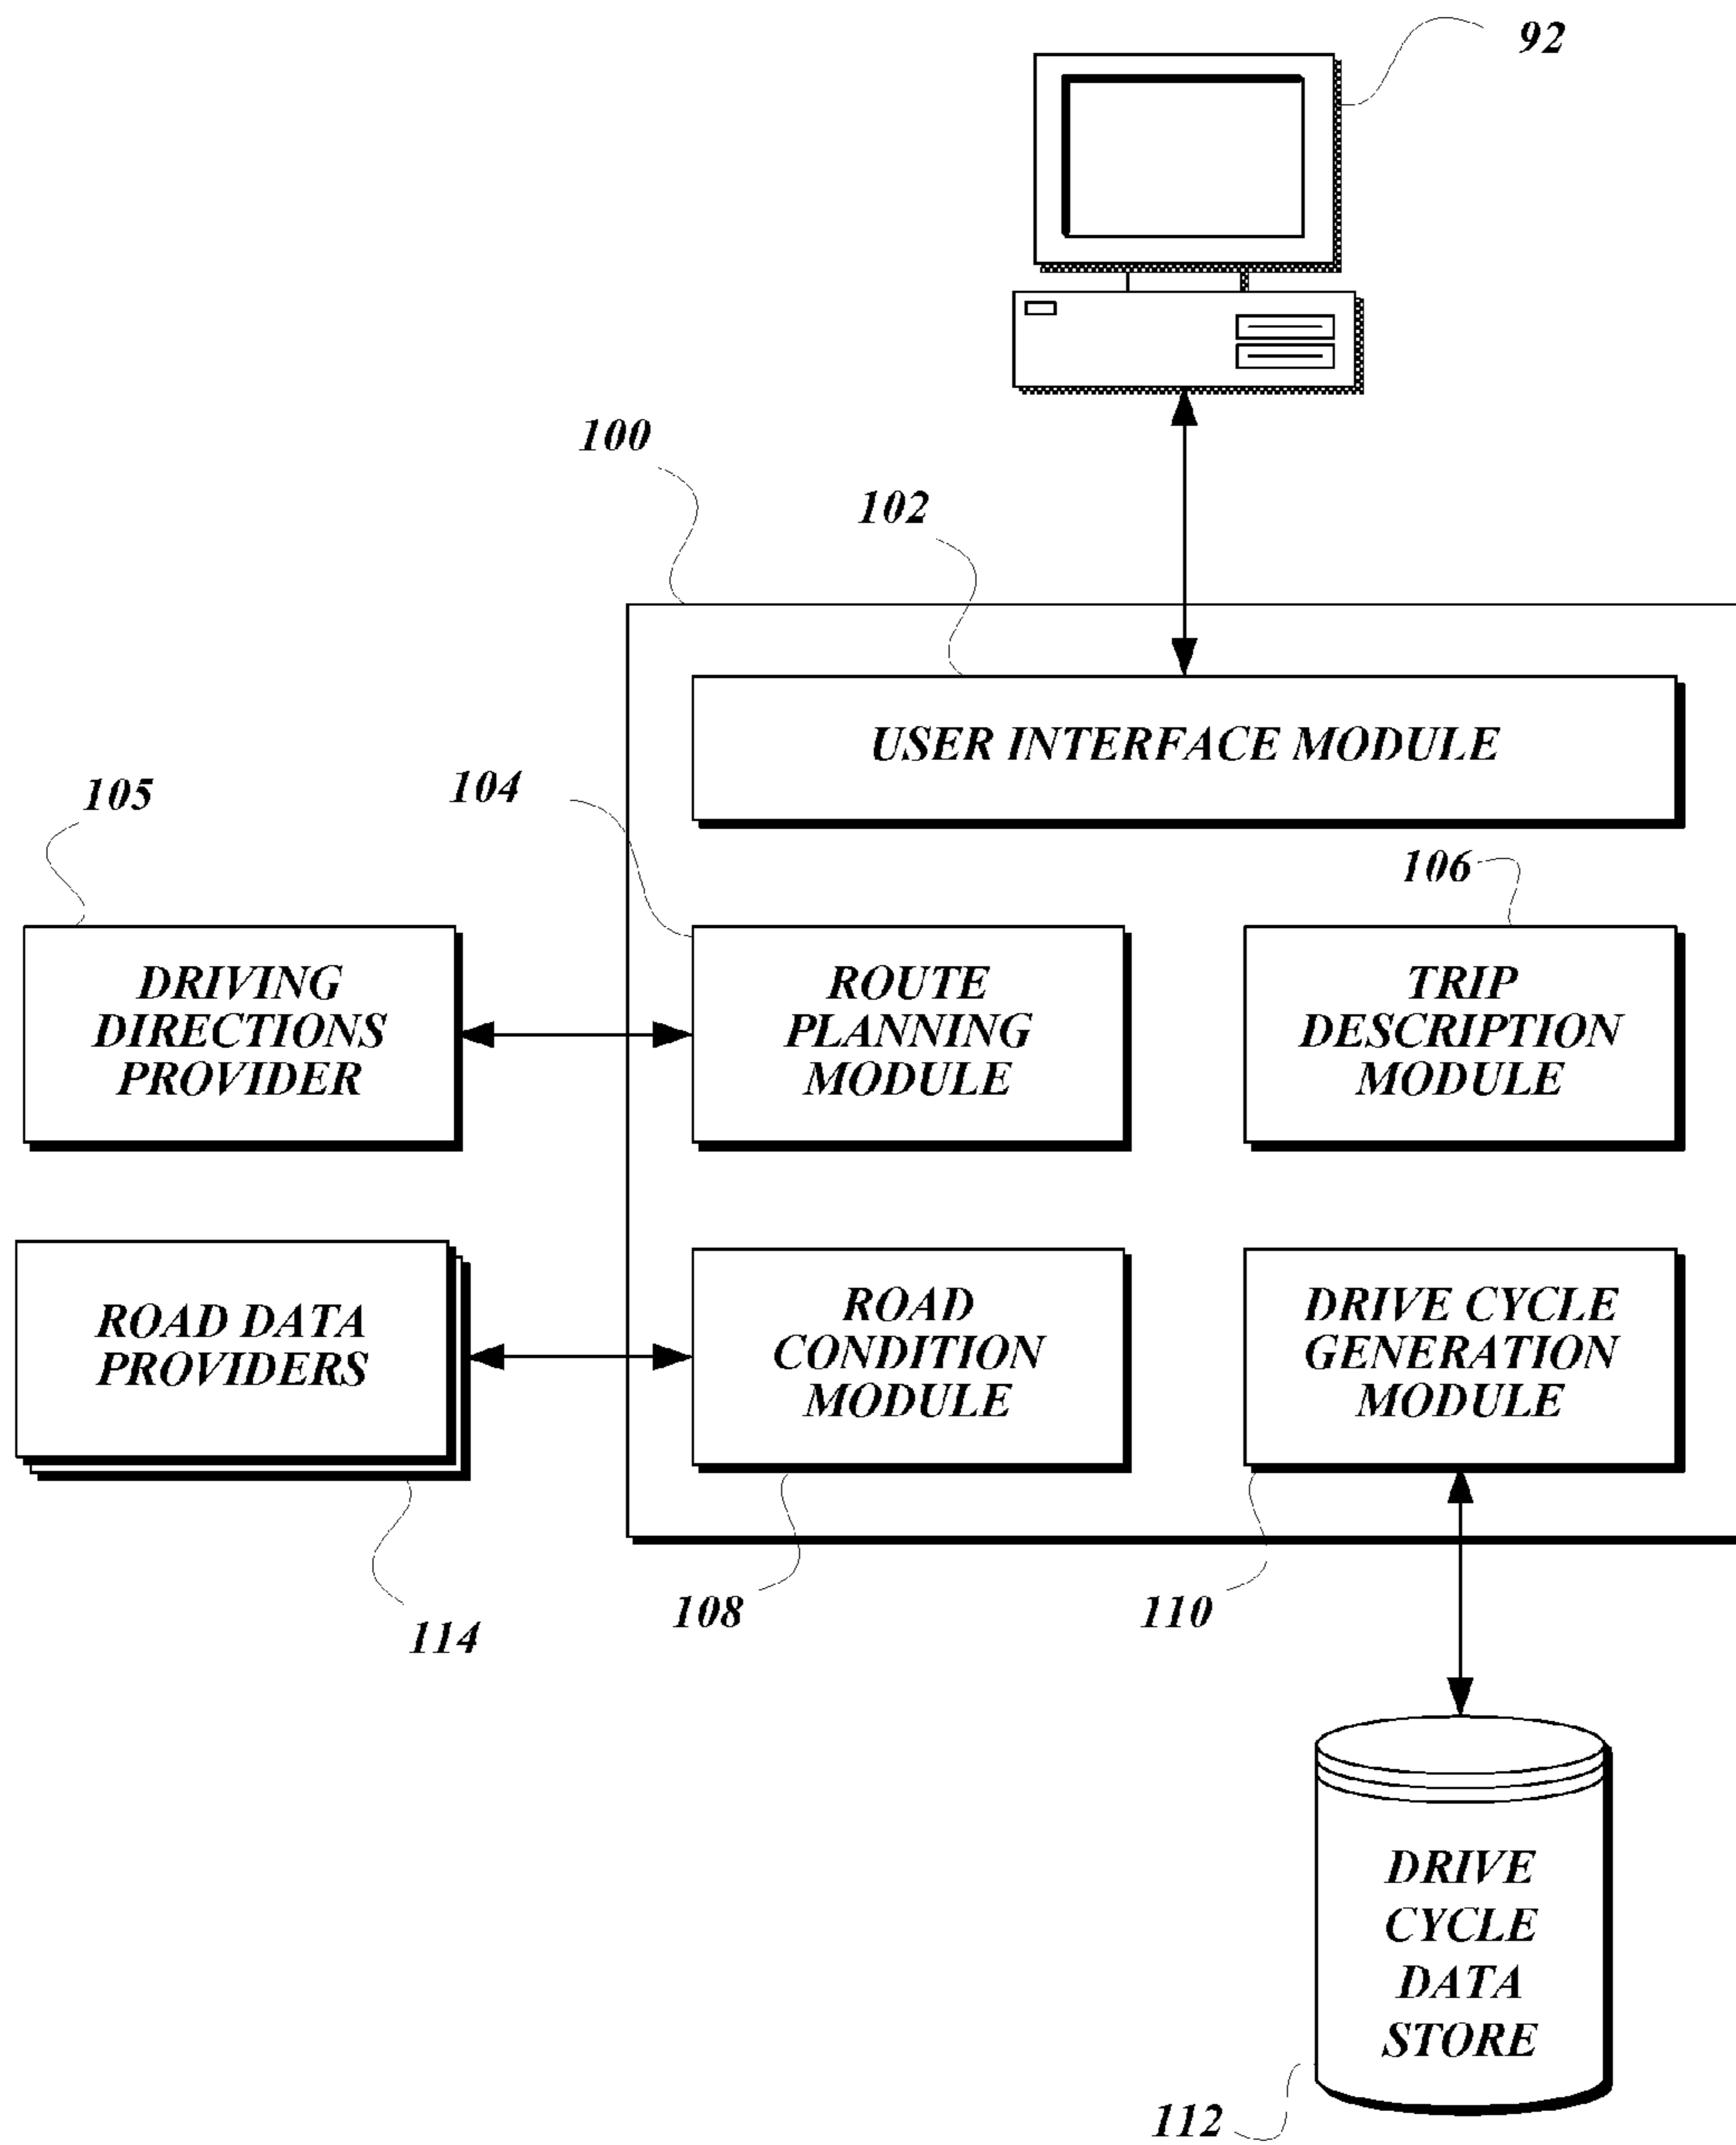 92
100
102
USER INTERFACE MODULE
105
104
106
DRIVING
DIRECTIONS
PROVIDER
ROUTE
PLANNING
MODULE
TRIP
DESCRIPTION
MODULE
ROAD DATA
PROVIDERS
ROAD
CONDITION
MODULE
DRIVE CYCLE
GENERATION
MODULE
114
108
110
DRIVE
CYCLE
DATA
STORE
112